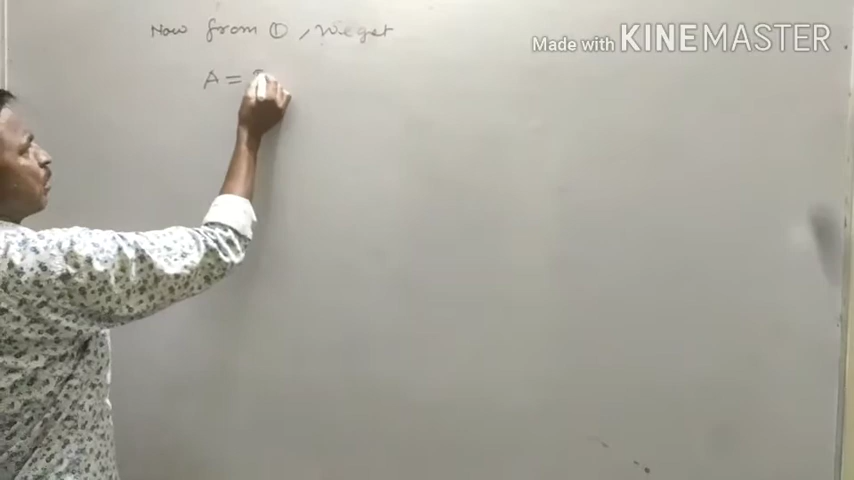 Now from ①, We get
Made with KINEMASTER
A =